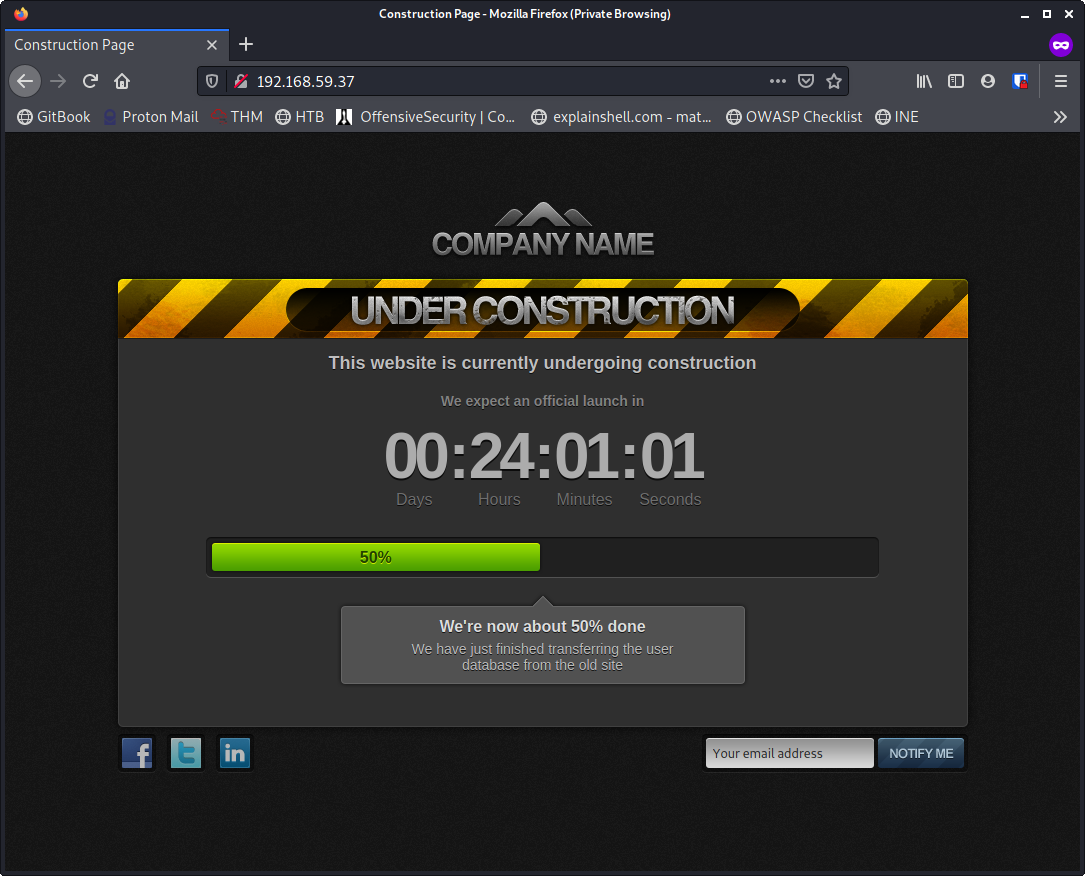 Construction Page - Mozilla Firefox (Private Browsing)
Construction Page
192.168.59.37
GitBook Proton Mail THM HTB OffensiveSecurity | Co... explainshell.com - mat... OWASP Checklist INE
COMPANY NAME
UNDER CONSTRUCTION
This website is currently undergoing construction
We expect an official launch in
00:24:01:01
Days Hours Minutes Seconds
50%
We're now about 50% done
We have just finished transferring the user
database from the old site
f t in Your email address NOTIFY ME